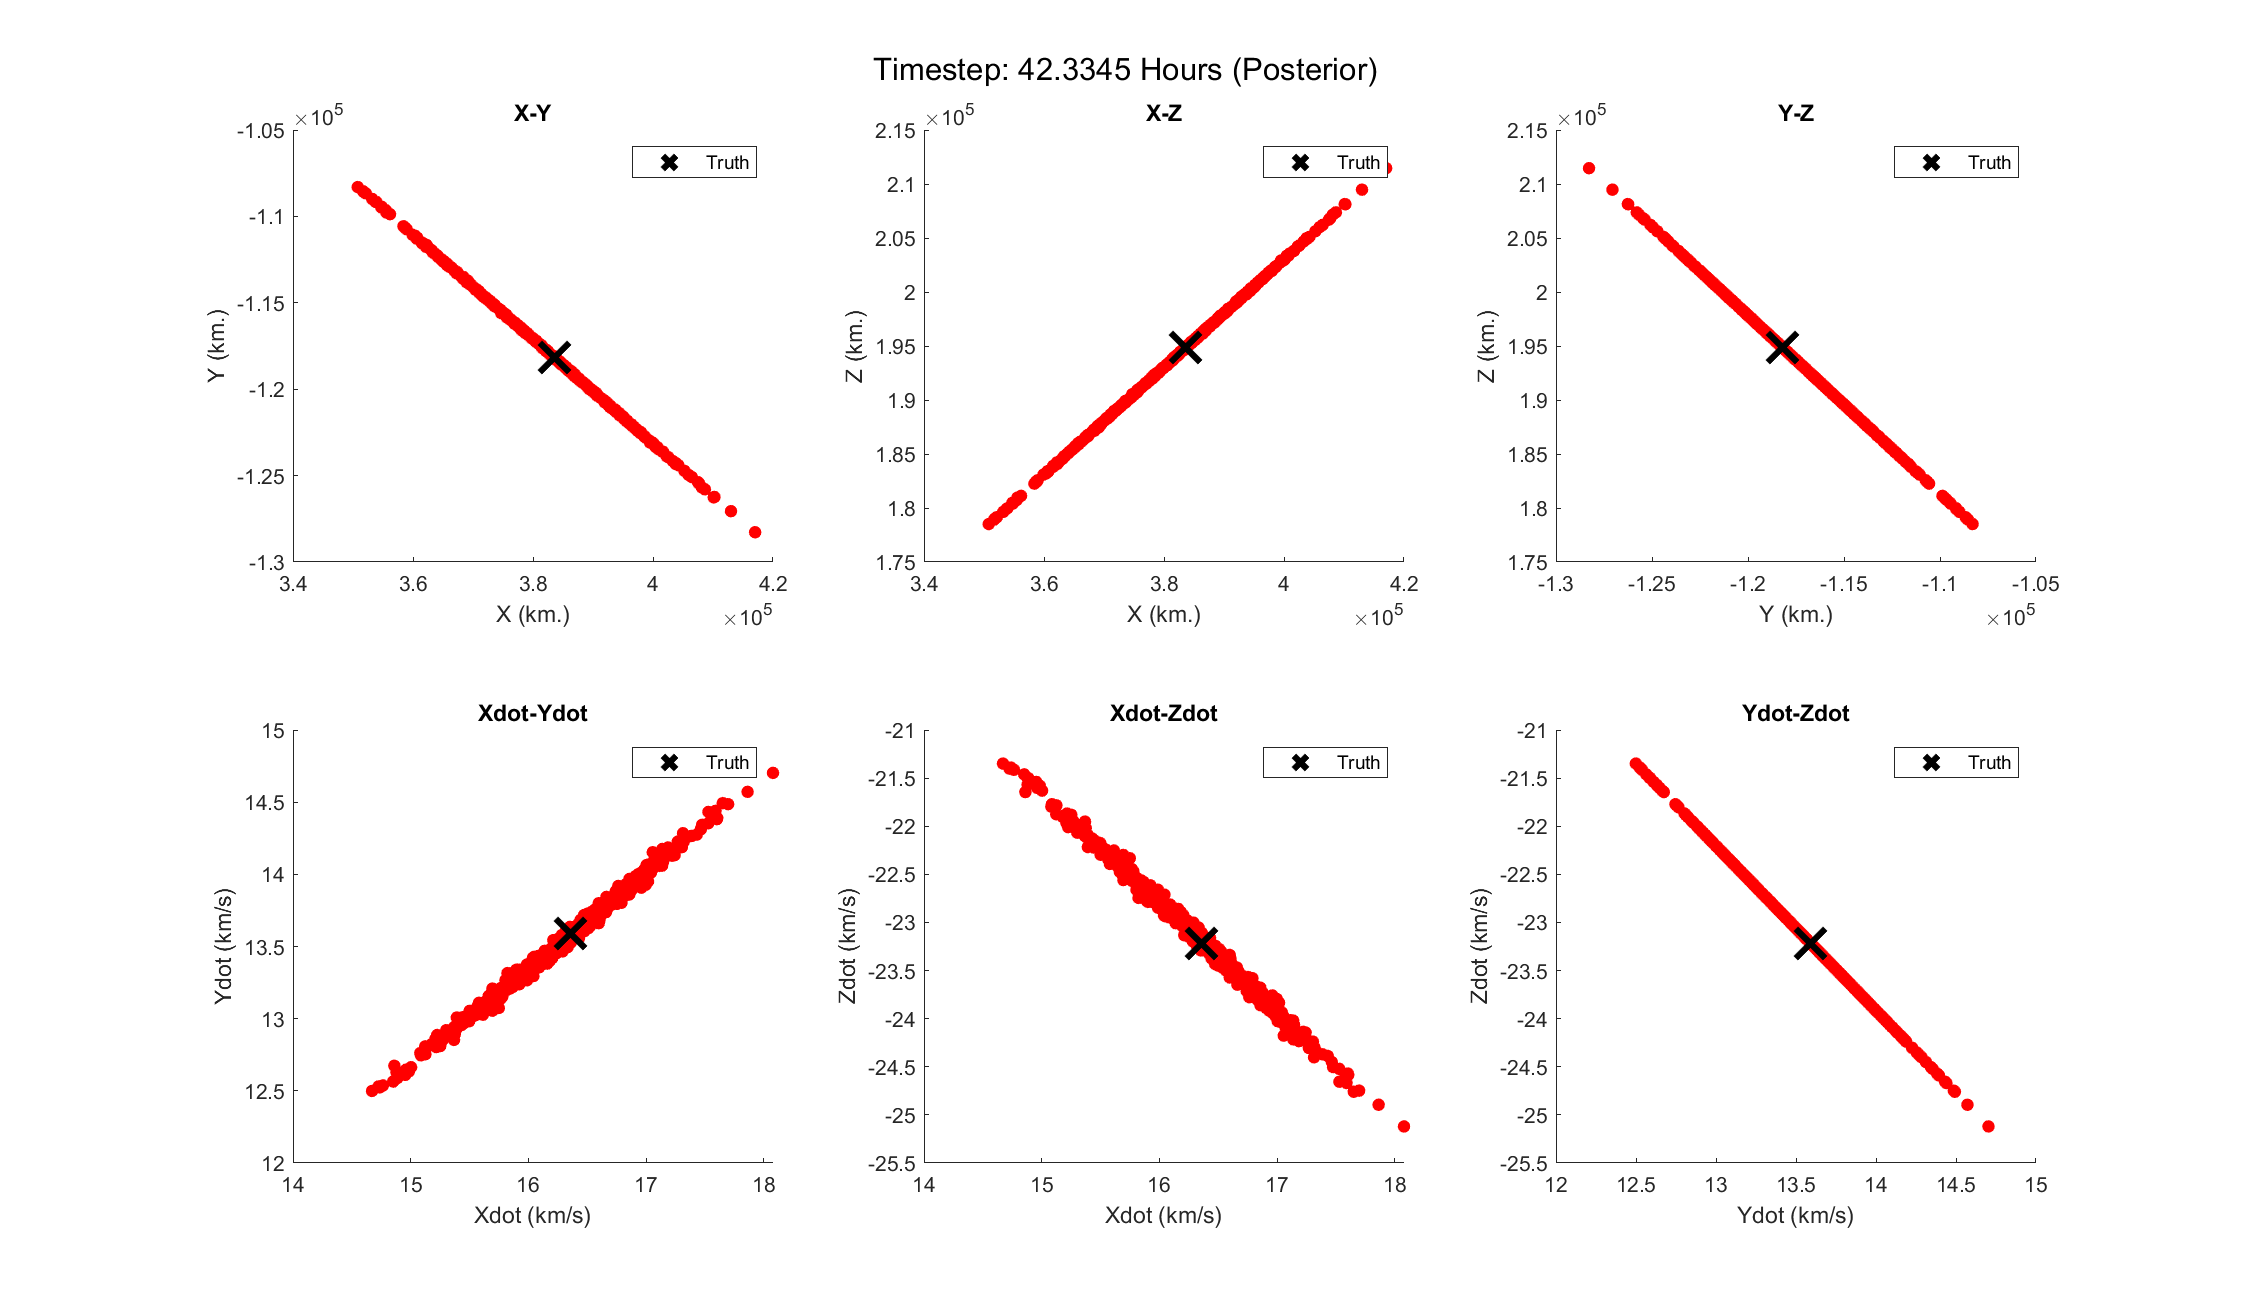 Timestep: 42.3345 Hours (Posterior)
X-Y
×10^5
-1.05
-1.1
-1.15
-1.2
-1.25
-1.3
Y (km.)
3.4 3.6 3.8 4 4.2
X (km.)
×10^5
Truth
X-Z
×10^5
2.15
2.1
2.05
2
1.95
1.9
1.85
1.8
1.75
Z (km.)
3.4 3.6 3.8 4 4.2
X (km.)
×10^5
Truth
Y-Z
×10^5
2.15
2.1
2.05
2
1.95
1.9
1.85
1.8
1.75
Z (km.)
-1.3 -1.25 -1.2 -1.15 -1.1 -1.05
Y (km.)
×10^5
Truth
Xdot-Ydot
15
14.5
14
13.5
13
12.5
12
Ydot (km/s)
14 15 16 17 18
Xdot (km/s)
Truth
Xdot-Zdot
-21
-21.5
-22
-22.5
-23
-23.5
-24
-24.5
-25
-25.5
Zdot (km/s)
14 15 16 17 18
Xdot (km/s)
Truth
Ydot-Zdot
-21
-21.5
-22
-22.5
-23
-23.5
-24
-24.5
-25
-25.5
Zdot (km/s)
12 12.5 13 13.5 14 14.5 15
Ydot (km/s)
Truth